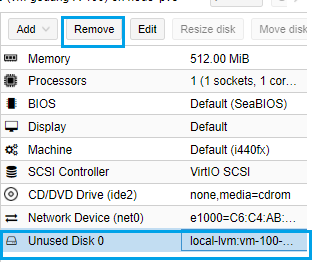 Add Remove Edit Resize disk Move disk
Memory 512.00 MiB
Processors 1 (1 sockets, 1 cor...
BIOS Default (SeaBIOS)
Display Default
Machine Default (i440fx)
SCSI Controller VirtIO SCSI
CD/DVD Drive (ide2) none,media=cdrom
Network Device (net0) e1000=C6:C4:AB:...
Unused Disk 0 local-lvm:vm-100-...